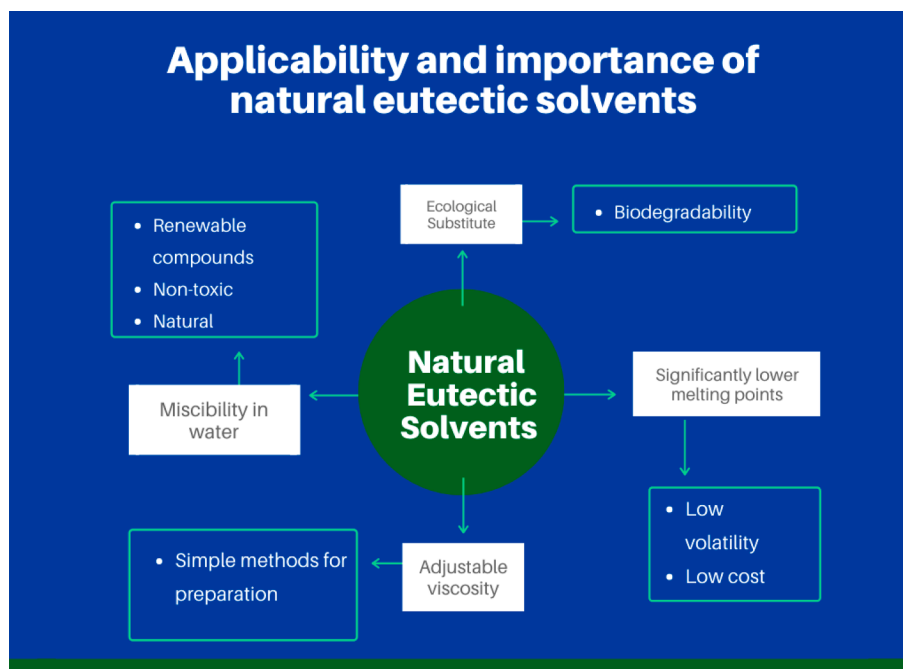 Applicability and importance of
natural eutectic solvents
Ecological
Substitute
• Biodegradability
• Renewable
compounds
• Non-toxic
• Natural
Natural
Eutectic
Solvents
Significantly lower
melting points
Miscibility in
water
• Low
volatility
• Low cost
• Simple methods for
preparation
Adjustable
viscosity